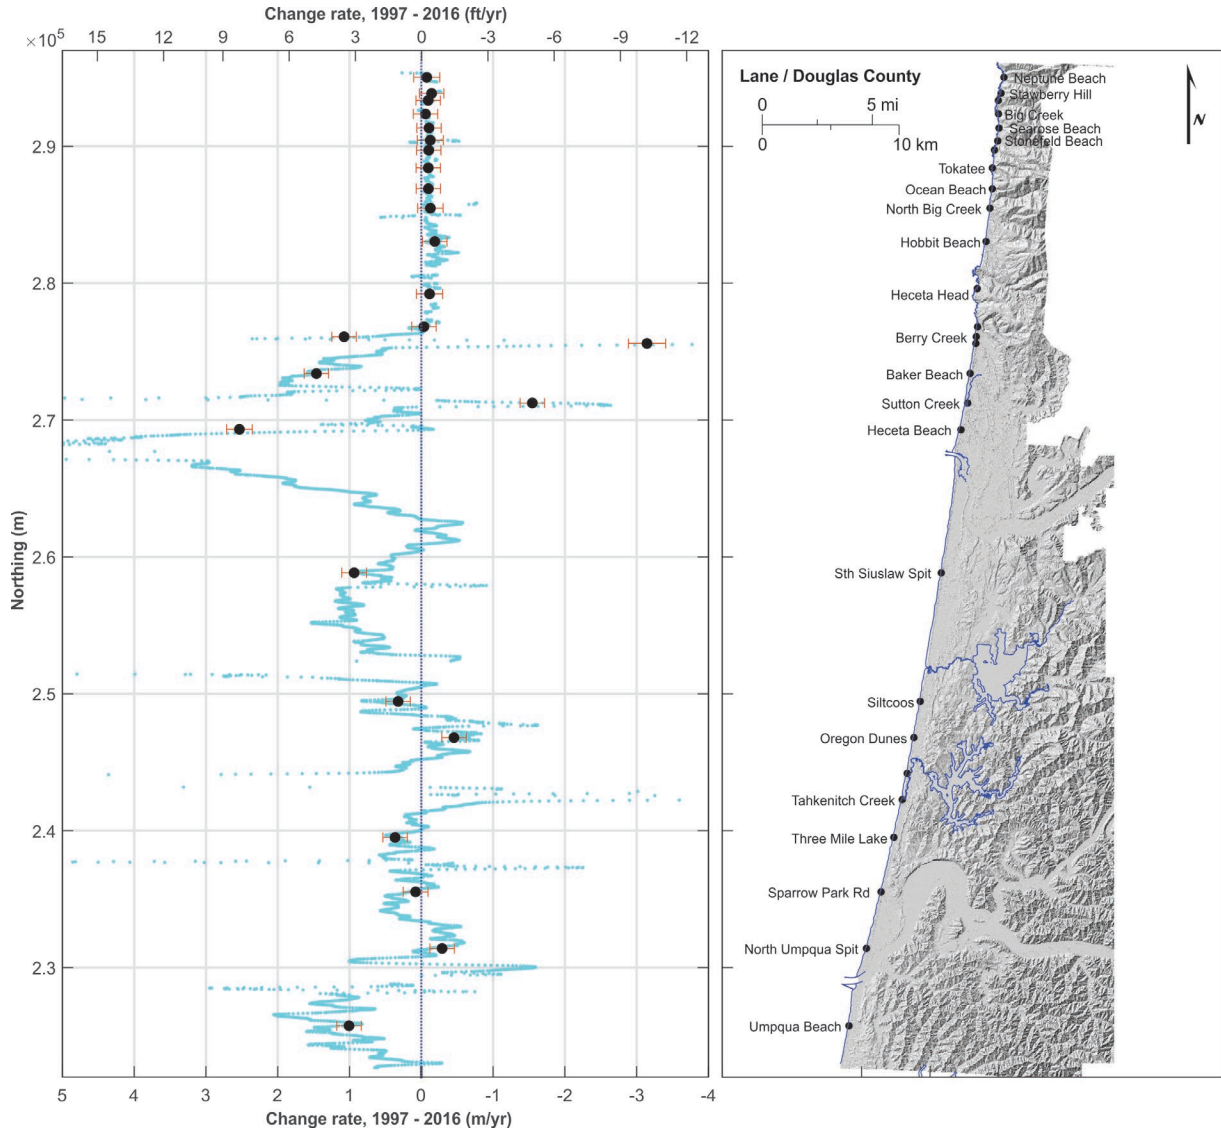 Change rate, 1997 - 2016 (ft/yr)
15 12 9 6 3 0 -3 -6 -9 -12
×10⁵
2.9
2.8
2.7
2.6
2.5
2.4
2.3
Northing (m)
5 4 3 2 1 0 -1 -2 -3 -4
Change rate, 1997 - 2016 (m/yr)
Lane / Douglas County
0 5 mi
0 10 km
N
Neptune Beach
Stawberry Hill
Big Creek
Searose Beach
Stonefeld Beach
Tokatee
Ocean Beach
North Big Creek
Hobbit Beach
Heceta Head
Berry Creek
Baker Beach
Sutton Creek
Heceta Beach
Sth Siuslaw Spit
Siltcoos
Oregon Dunes
Tahkenitch Creek
Three Mile Lake
Sparrow Park Rd
North Umpqua Spit
Umpqua Beach